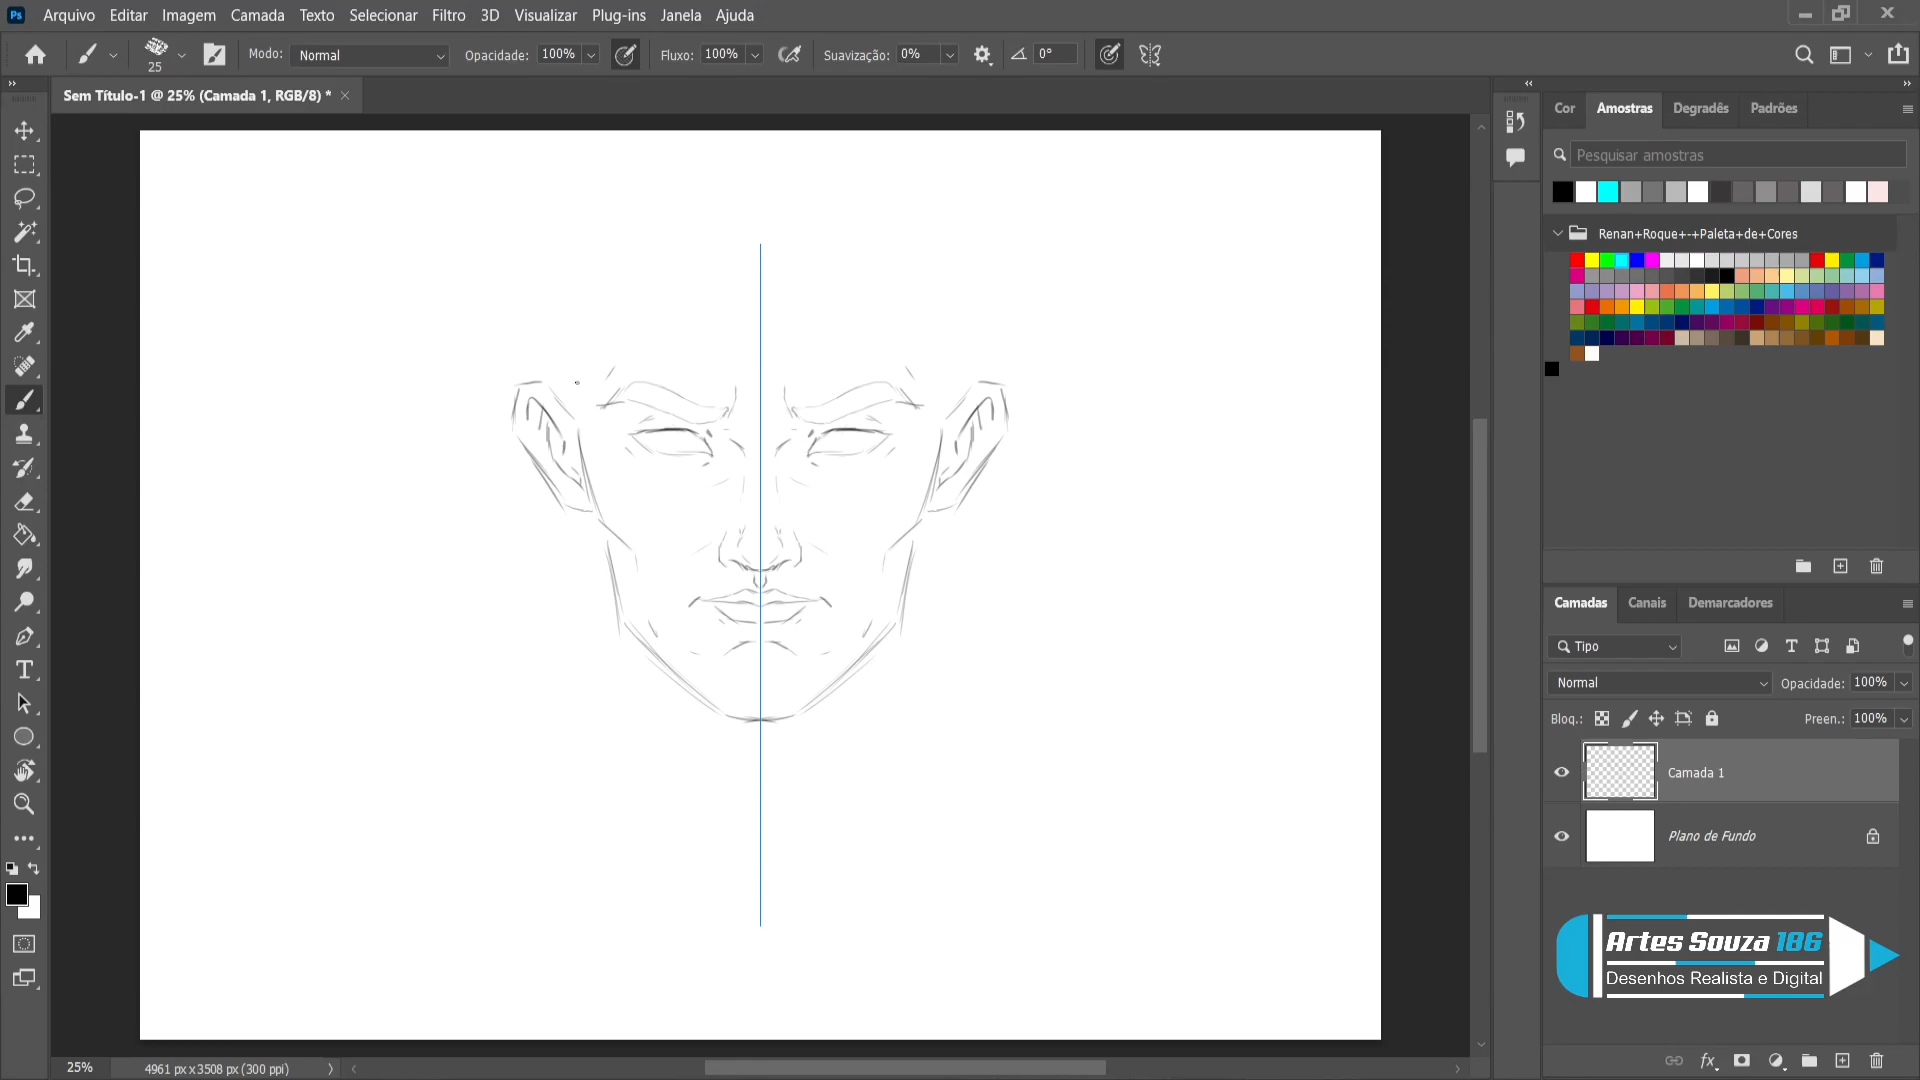 Ps Arquivo Editar Imagem Camada Texto Selecionar Filtro 3D Visualizar Plug-ins Janela Ajuda
25 Modo: Normal Opacidade: 100% Fluxo: 100% Suavização: 0% 0°
Sem Título-1 @ 25% (Camada 1, RGB/8) *
Cor Amostras Degradês Padrões
Pesquisar amostras
Renan+Roque+-+Paleta+de+Cores
Camadas Canais Demarcadores
Tipo
Normal Opacidade: 100%
Bloq.: Preen.: 100%
Camada 1
Plano de Fundo
Artes Souza 186
Desenhos Realista e Digital
25% 4961 px x 3508 px (300 ppi)
fx